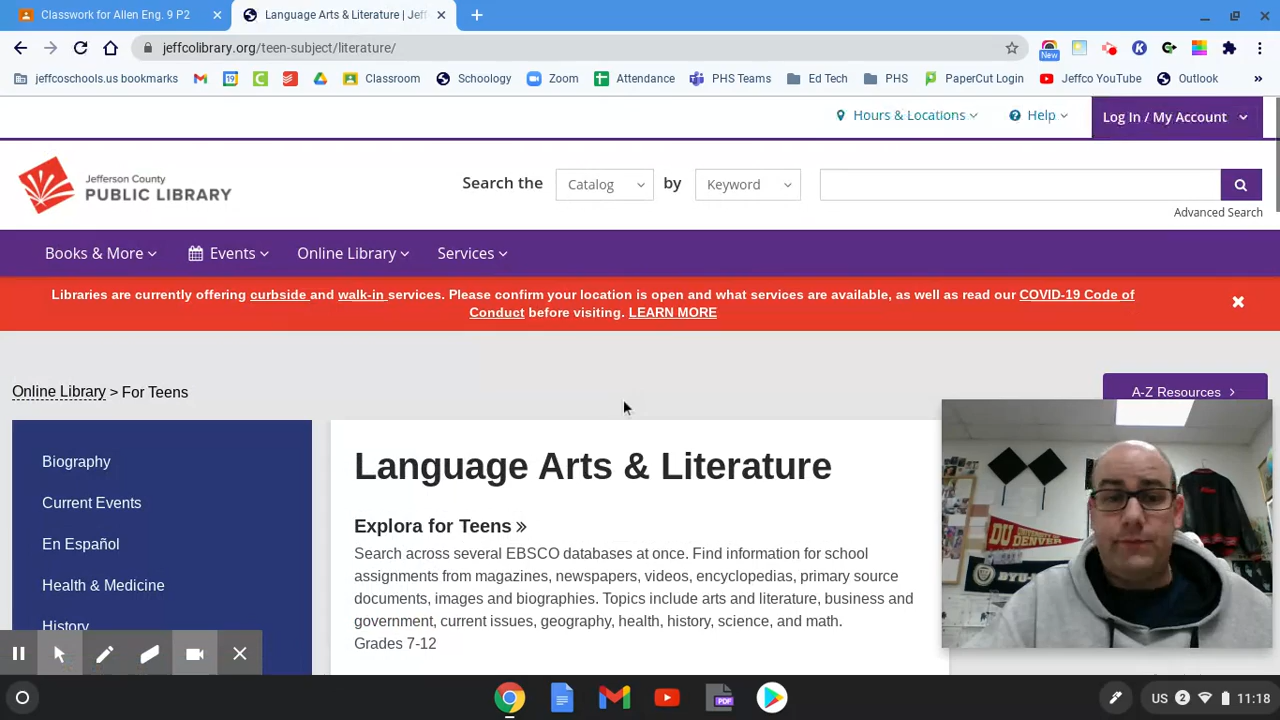 Classwork for Allen Eng. 9 P2
Language Arts & Literature | Jeff
jeffcolibrary.org/teen-subject/literature/
New
jeffcoschools.us bookmarks
Classroom
Schoology
Zoom
Attendance
PHS Teams
Ed Tech
PHS
PaperCut Login
Jeffco YouTube
Outlook
»
Hours & Locations
Help
Log In / My Account
Jefferson County
PUBLIC LIBRARY
Search the
Catalog
by
Keyword
Advanced Search
Books & More
Events
Online Library
Services
Libraries are currently offering curbside and walk-in services. Please confirm your location is open and what services are available, as well as read our COVID-19 Code of
Conduct before visiting. LEARN MORE
Online Library > For Teens
A-Z Resources
Biography
Current Events
En Español
Health & Medicine
History
Language Arts & Literature
Explora for Teens »
Search across several EBSCO databases at once. Find information for school
assignments from magazines, newspapers, videos, encyclopedias, primary source
documents, images and biographies. Topics include arts and literature, business and
government, current issues, geography, health, history, science, and math.
Grades 7-12
UNIVERSITY OF
DENVER
BYU
PDF
US
2
11:18